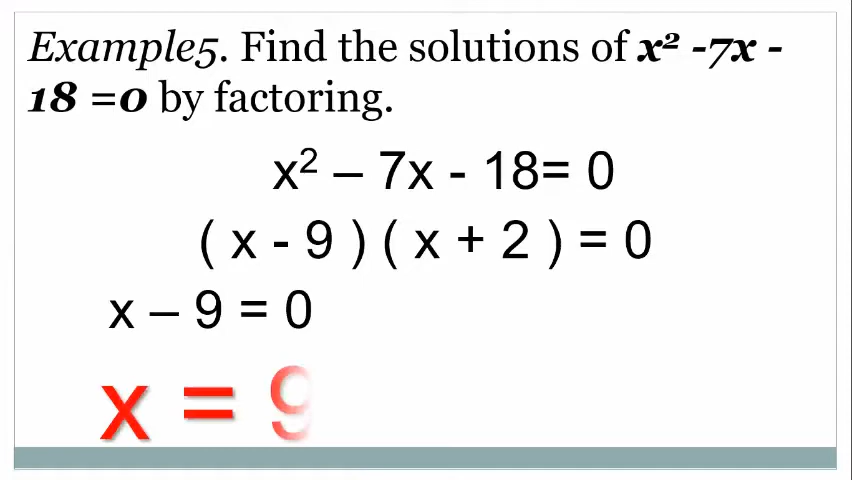 Example5. Find the solutions of x² -7x -
18 =0 by factoring.
x² – 7x - 18= 0
( x - 9 ) ( x + 2 ) = 0
x – 9 = 0
x = 9